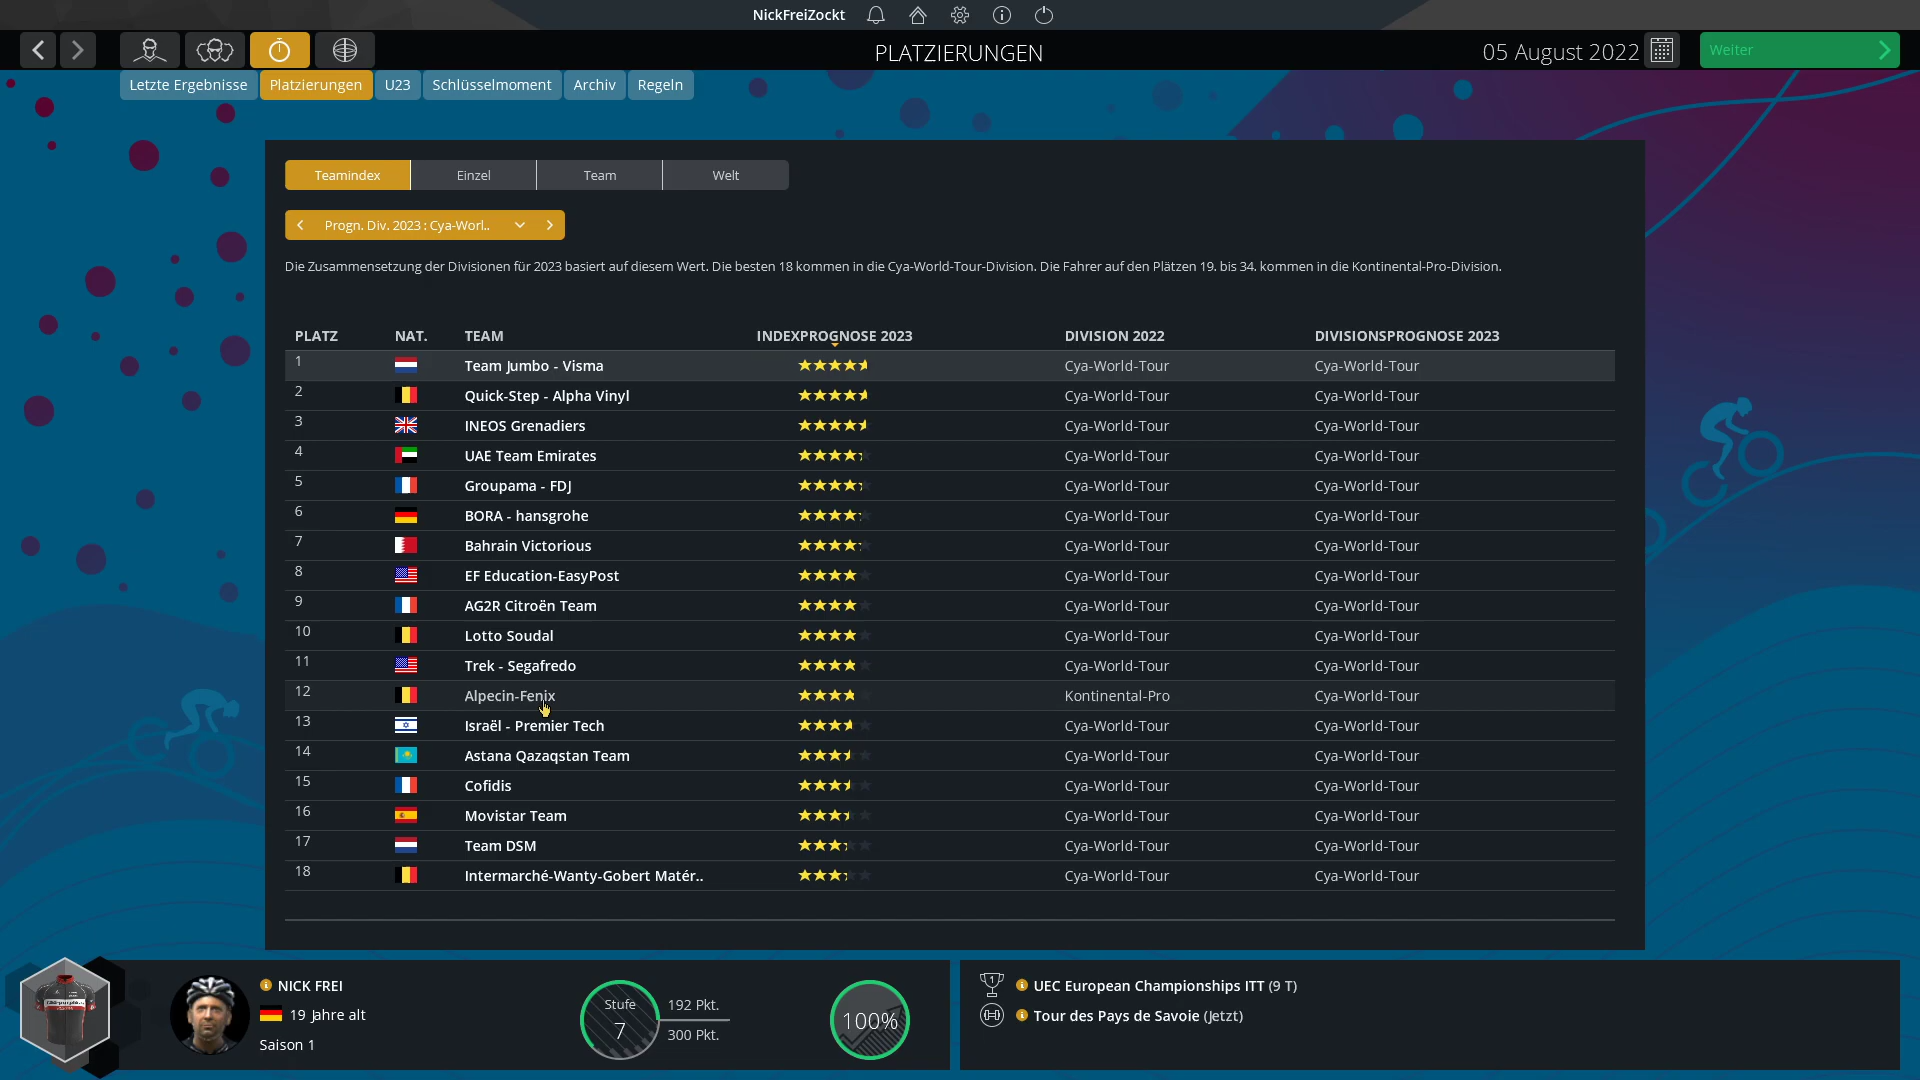 NickFreiZockt
PLATZIERUNGEN
05 August 2022
Weiter
Letzte Ergebnisse Platzierungen U23 Schlüsselmoment Archiv Regeln
Teamindex Einzel Team Welt
Progn. Div. 2023 : Cya-Worl..
Die Zusammensetzung der Divisionen für 2023 basiert auf diesem Wert. Die besten 18 kommen in die Cya-World-Tour-Division. Die Fahrer auf den Plätzen 19. bis 34. kommen in die Kontinental-Pro-Division.
PLATZ NAT. TEAM INDEXPROGNOSE 2023 DIVISION 2022 DIVISIONSPROGNOSE 2023
1 Team Jumbo - Visma Cya-World-Tour Cya-World-Tour
2 Quick-Step - Alpha Vinyl Cya-World-Tour Cya-World-Tour
3 INEOS Grenadiers Cya-World-Tour Cya-World-Tour
4 UAE Team Emirates Cya-World-Tour Cya-World-Tour
5 Groupama - FDJ Cya-World-Tour Cya-World-Tour
6 BORA - hansgrohe Cya-World-Tour Cya-World-Tour
7 Bahrain Victorious Cya-World-Tour Cya-World-Tour
8 EF Education-EasyPost Cya-World-Tour Cya-World-Tour
9 AG2R Citroën Team Cya-World-Tour Cya-World-Tour
10 Lotto Soudal Cya-World-Tour Cya-World-Tour
11 Trek - Segafredo Cya-World-Tour Cya-World-Tour
12 Alpecin-Fenix Kontinental-Pro Cya-World-Tour
13 Israël - Premier Tech Cya-World-Tour Cya-World-Tour
14 Astana Qazaqstan Team Cya-World-Tour Cya-World-Tour
15 Cofidis Cya-World-Tour Cya-World-Tour
16 Movistar Team Cya-World-Tour Cya-World-Tour
17 Team DSM Cya-World-Tour Cya-World-Tour
18 Intermarché-Wanty-Gobert Matér.. Cya-World-Tour Cya-World-Tour
NICK FREI
19 Jahre alt
Saison 1
Stufe
7
192 Pkt.
300 Pkt.
100%
1
UEC European Championships ITT (9 T)
Tour des Pays de Savoie (Jetzt)